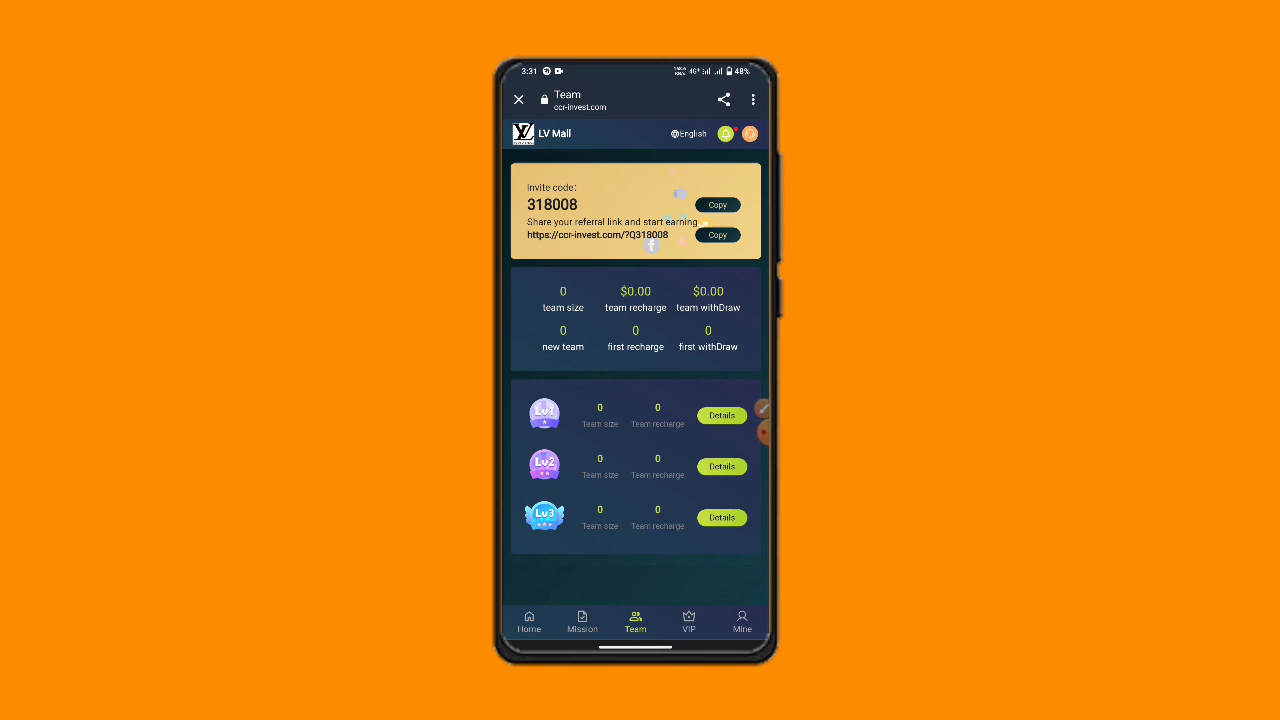 3:31
4G+
48%
Team
ccr-invest.com
LV Mall
English
Invite code:
318008
Copy
Share your referral link and start earning
https://ccr-invest.com/?Q318008
Copy
0 $0.00 $0.00
team size team recharge team withDraw
0 0 0
new team first recharge first withDraw
Lv1 0 0 Details
Team size Team recharge
Lv2 0 0 Details
Team size Team recharge
Lv3 0 0 Details
Team size Team recharge
Home Mission Team VIP Mine